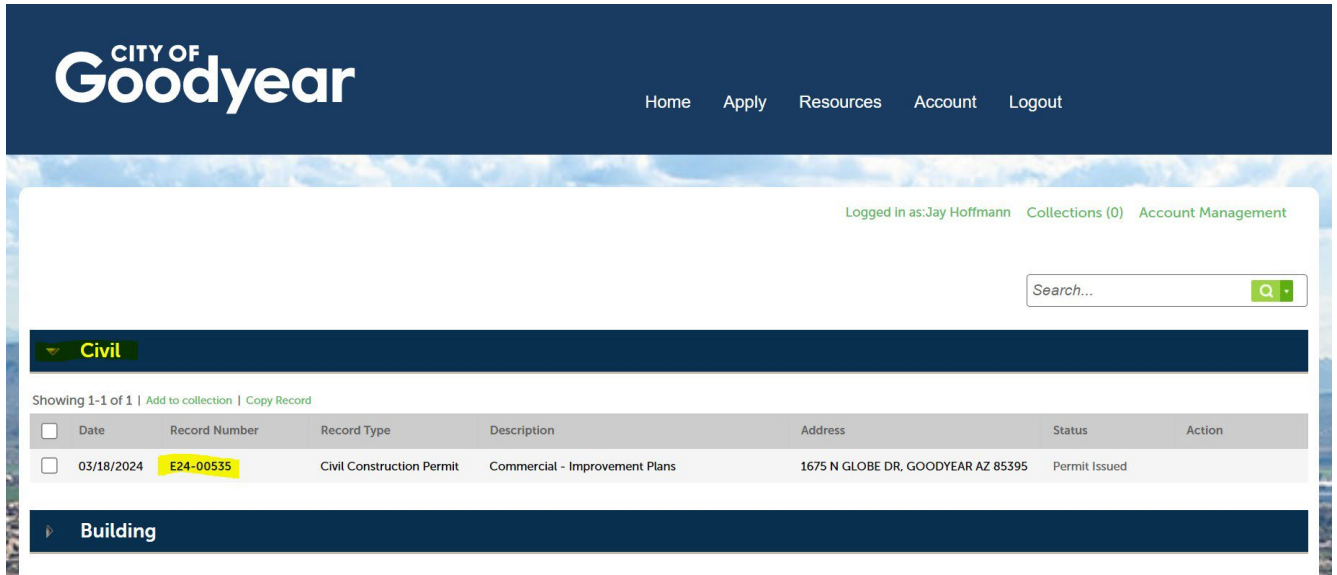 CITY OF
Goodyear
Home Apply Resources Account Logout
Logged in as:Jay Hoffmann Collections (0) Account Management
Search...
Civil
Showing 1-1 of 1 | Add to collection | Copy Record
Date Record Number Record Type Description Address Status Action
03/18/2024 E24-00535 Civil Construction Permit Commercial - Improvement Plans 1675 N GLOBE DR, GOODYEAR AZ 85395 Permit Issued
Building